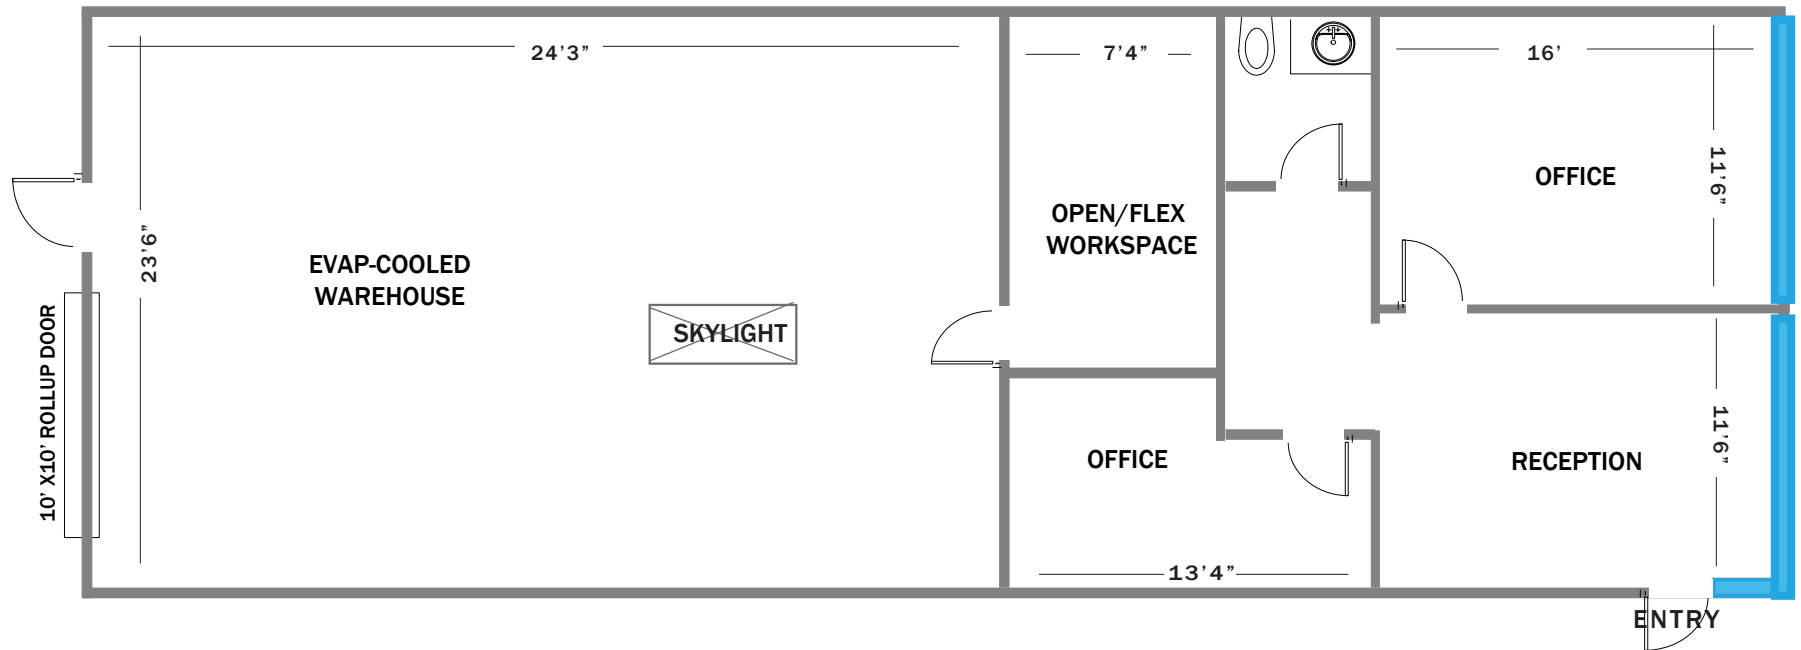 24'3”
7'4”
16'
OFFICE
11'6”
OPEN/FLEX
WORKSPACE
23'6”
EVAP-COOLED
WAREHOUSE
SKYLIGHT
10' X10' ROLLUP DOOR
OFFICE
RECEPTION
11'6”
13'4”
ENTRY